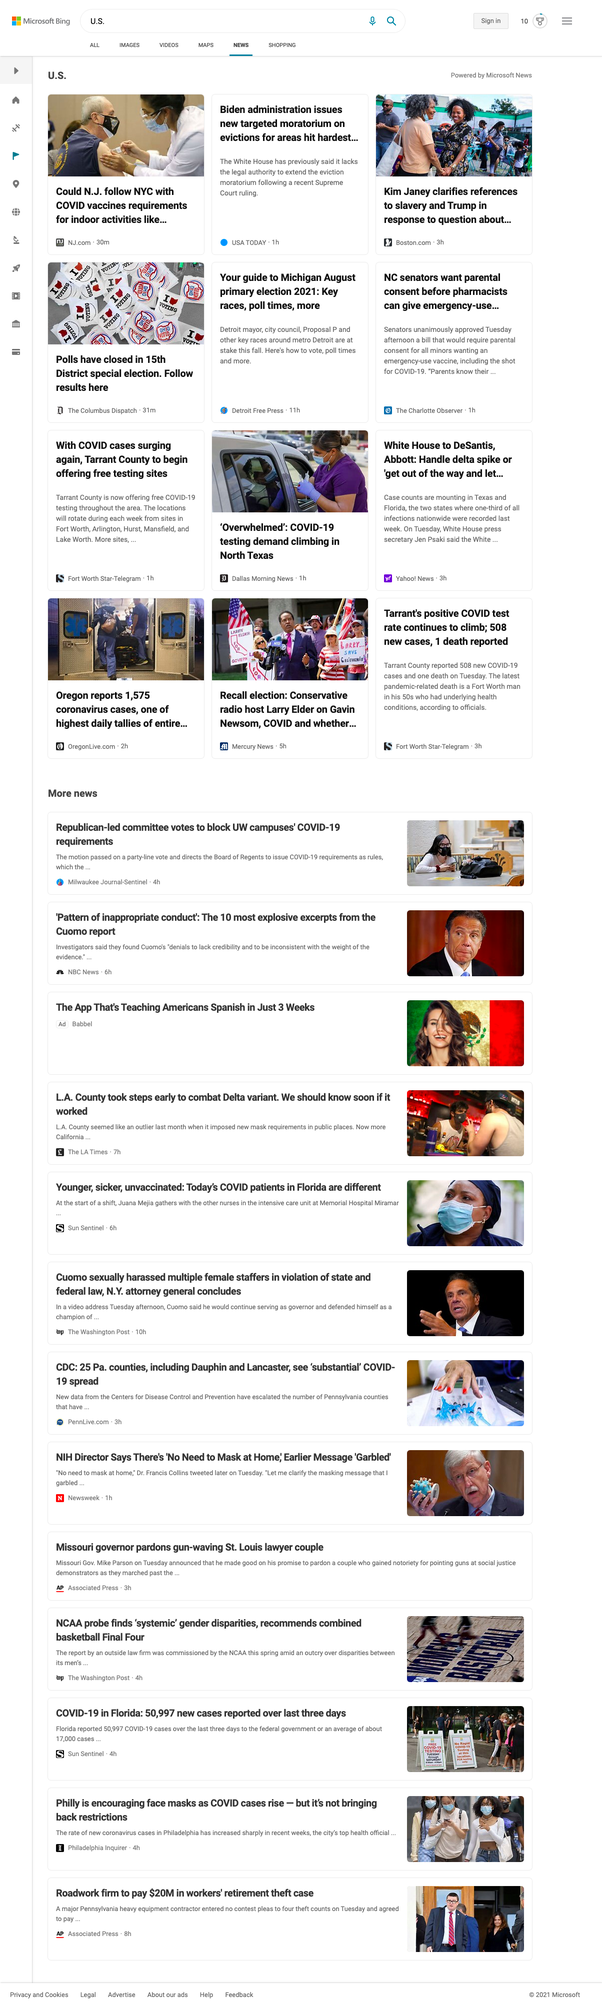 Microsoft Bing
U.S.
Sign in
10
ALL
IMAGES
VIDEOS
MAPS
NEWS
SHOPPING
U.S.
Powered by Microsoft News
Could N.J. follow NYC with
COVID vaccines requirements
for indoor activities like...
NJ.com · 30m
Biden administration issues
new targeted moratorium on
evictions for areas hit hardest...
The White House has previously said it lacks
the legal authority to extend the eviction
moratorium following a recent Supreme
Court ruling.
USA TODAY · 1h
Kim Janey clarifies references
to slavery and Trump in
response to question about...
Boston.com · 3h
Polls have closed in 15th
District special election. Follow
results here
The Columbus Dispatch · 31m
Your guide to Michigan August
primary election 2021: Key
races, poll times, more
Detroit mayor, city council, Proposal P and
other key races around metro Detroit are at
stake this fall. Here's how to vote, poll times
and more.
Detroit Free Press · 11h
NC senators want parental
consent before pharmacists
can give emergency-use...
Senators unanimously approved Tuesday
afternoon a bill that would require parental
consent for all minors wanting an
emergency-use vaccine, including the shot
for COVID-19. "Parents know their ...
The Charlotte Observer · 1h
With COVID cases surging
again, Tarrant County to begin
offering free testing sites
Tarrant County is now offering free COVID-19
testing throughout the area. The locations
will rotate during each week from sites in
Fort Worth, Arlington, Hurst, Mansfield, and
Lake Worth. More sites, ...
Fort Worth Star-Telegram · 1h
'Overwhelmed': COVID-19
testing demand climbing in
North Texas
Dallas Morning News · 1h
White House to DeSantis,
Abbott: Handle delta spike or
'get out of the way and let...
Case counts are mounting in Texas and
Florida, the two states where one-third of all
infections nationwide were recorded last
week. On Tuesday, White House press
secretary Jen Psaki said the White ...
Yahoo! News · 3h
Oregon reports 1,575
coronavirus cases, one of
highest daily tallies of entire...
OregonLive.com · 2h
Recall election: Conservative
radio host Larry Elder on Gavin
Newsom, COVID and whether...
Mercury News · 5h
Tarrant's positive COVID test
rate continues to climb; 508
new cases, 1 death reported
Tarrant County reported 508 new COVID-19
cases and one death on Tuesday. The latest
pandemic-related death is a Fort Worth man
in his 50s who had underlying health
conditions, according to officials.
Fort Worth Star-Telegram · 3h
More news
Republican-led committee votes to block UW campuses' COVID-19
requirements
The motion passed on a party-line vote and directs the Board of Regents to issue COVID-19 requirements as rules,
which the ...
Milwaukee Journal-Sentinel · 4h
'Pattern of inappropriate conduct': The 10 most explosive excerpts from the
Cuomo report
Investigators said they found Cuomo's "denials to lack credibility and to be inconsistent with the weight of the
evidence." ...
NBC News · 6h
The App That's Teaching Americans Spanish in Just 3 Weeks
Ad Babbel
L.A. County took steps early to combat Delta variant. We should know soon if it
worked
L.A. County seemed like an outlier last month when it imposed new mask requirements in public places. Now more
California ...
The LA Times · 7h
Younger, sicker, unvaccinated: Today's COVID patients in Florida are different
At the start of a shift, Juana Mejia gathers with the other nurses in the intensive care unit at Memorial Hospital Miramar
...
Sun Sentinel · 6h
Cuomo sexually harassed multiple female staffers in violation of state and
federal law, N.Y. attorney general concludes
In a video address Tuesday afternoon, Cuomo said he would continue serving as governor and defended himself as a
champion of ...
The Washington Post · 10h
CDC: 25 Pa. counties, including Dauphin and Lancaster, see 'substantial' COVID-
19 spread
New data from the Centers for Disease Control and Prevention have escalated the number of Pennsylvania counties
that have ...
PennLive.com · 3h
NIH Director Says There's 'No Need to Mask at Home,' Earlier Message 'Garbled'
"No need to mask at home," Dr. Francis Collins tweeted later on Tuesday. "Let me clarify the masking message that I
garbled ...
Newsweek · 1h
Missouri governor pardons gun-waving St. Louis lawyer couple
Missouri Gov. Mike Parson on Tuesday announced that he made good on his promise to pardon a couple who gained notoriety for pointing guns at social justice
demonstrators as they marched past the ...
AP Associated Press · 3h
NCAA probe finds 'systemic' gender disparities, recommends combined
basketball Final Four
The report by an outside law firm was commissioned by the NCAA this spring amid an outcry over disparities between
its men's ...
The Washington Post · 4h
COVID-19 in Florida: 50,997 new cases reported over last three days
Florida reported 50,997 COVID-19 cases over the last three days to the federal government or an average of about
17,000 cases ...
Sun Sentinel · 4h
Philly is encouraging face masks as COVID cases rise — but it's not bringing
back restrictions
The rate of new coronavirus cases in Philadelphia has increased sharply in recent weeks, the city's top health official ...
Philadelphia Inquirer · 4h
Roadwork firm to pay $20M in workers' retirement theft case
A major Pennsylvania heavy equipment contractor entered no contest pleas to four theft counts on Tuesday and agreed
to pay ...
AP Associated Press · 8h
Privacy and Cookies
Legal
Advertise
About our ads
Help
Feedback
© 2021 Microsoft